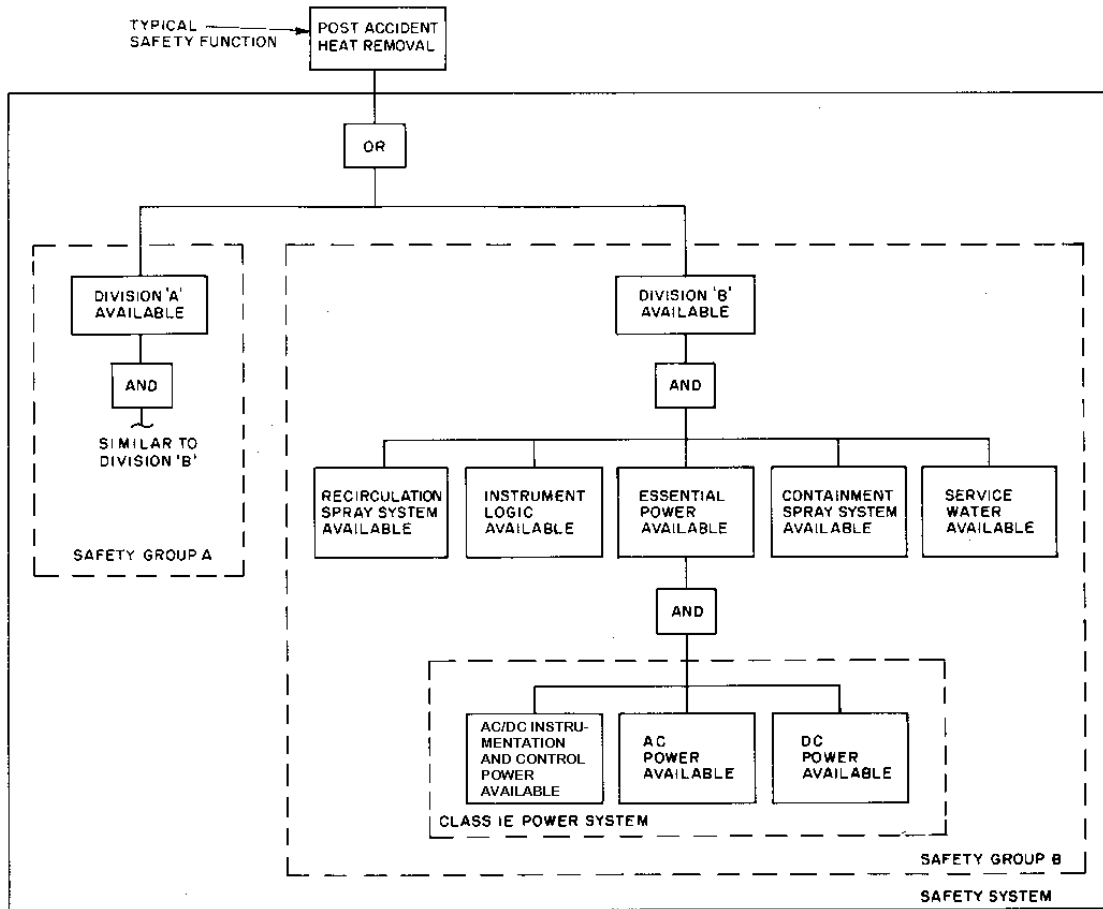 TYPICAL
SAFETY FUNCTION
POST ACCIDENT
HEAT REMOVAL
OR
DIVISION 'A'
AVAILABLE
AND
SIMILAR TO
DIVISION 'B'
SAFETY GROUP A
DIVISION 'B'
AVAILABLE
AND
RECIRCULATION
SPRAY SYSTEM
AVAILABLE
INSTRUMENT
LOGIC
AVAILABLE
ESSENTIAL
POWER
AVAILABLE
CONTAINMENT
SPRAY SYSTEM
AVAILABLE
SERVICE
WATER
AVAILABLE
AND
AC/DC INSTRU-
MENTATION
AND CONTROL
POWER
AVAILABLE
AC
POWER
AVAILABLE
DC
POWER
AVAILABLE
CLASS 1E POWER SYSTEM
SAFETY GROUP B
SAFETY SYSTEM